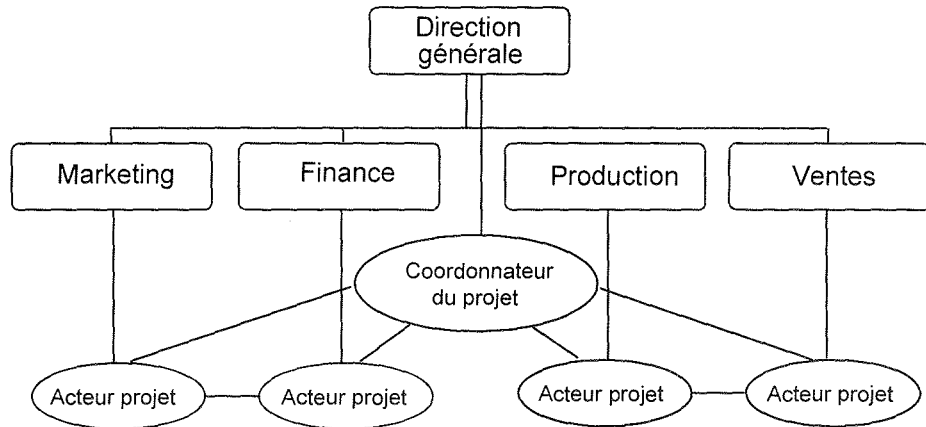 Direction
générale
Marketing
Finance
Production
Ventes
Coordonnateur
du projet
Acteur projet
Acteur projet
Acteur projet
Acteur projet